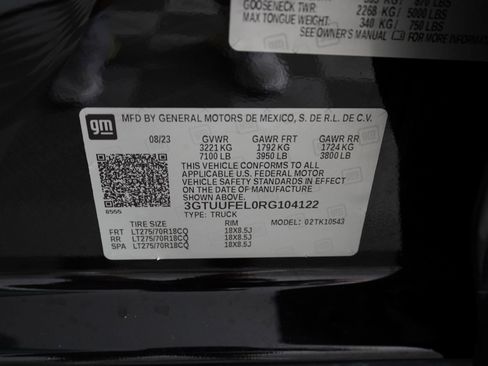 395 KG / 870 LBS
GOOSENECK TWR:
2268 KG / 5000 LBS
MAX TONGUE WEIGHT:
340 KG / 750 LBS
SEE OWNER'S MANUAL FOR MORE INFORMATION
gm
MFD BY GENERAL MOTORS DE MEXICO, S. DE R.L. DE C.V.
08/23 GVWR GAWR FRT GAWR RR
3221 KG 1792 KG 1724 KG
7100 LB 3950 LB 3800 LB
THIS VEHICLE CONFORMS TO ALL
APPLICABLE U.S. FEDERAL MOTOR
VEHICLE SAFETY STANDARDS IN
EFFECT ON THE DATE OF MANUFACTURE
SHOWN ABOVE.
3GTUUFEL0RG104122
TYPE: TRUCK
MODEL: 02TK10543
TIRE SIZE RIM
FRT LT275/70R18CQ 18X8.5J
RR LT275/70R18CQ 18X8.5J
SPA LT275/70R18CQ 18X8.5J